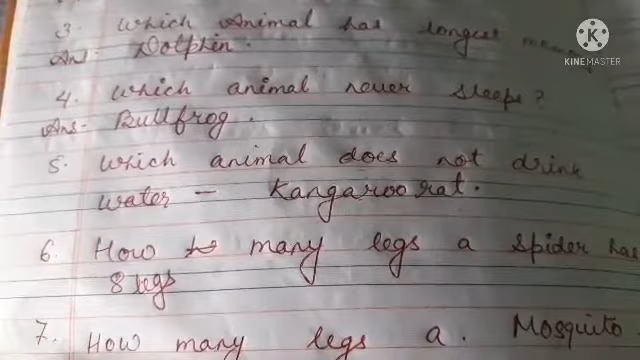 3. Which Animal has longest memory
Ans: Dolphin.
4. which animal never sleeps?
Ans- Bullfrog.
5. which animal does not drink
water - Kangaroo rat.
6. How many legs a spider has
8 legs
7. How many legs a. Mosquito
KINEMASTER